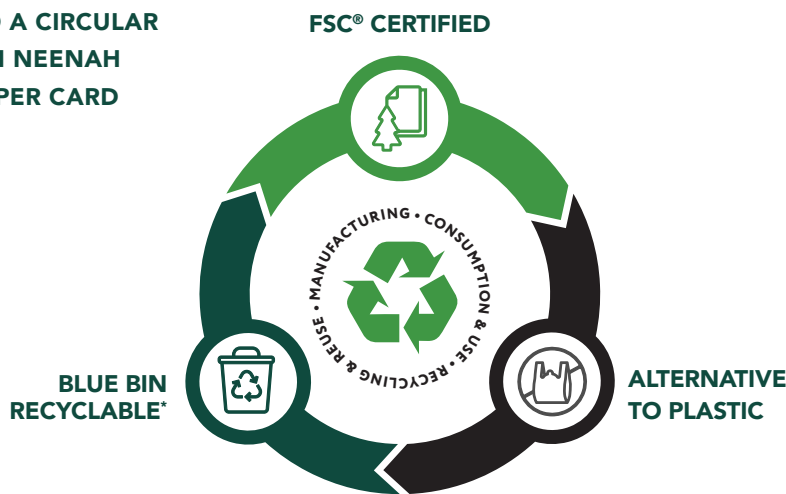 A CIRCULAR
NEENAH
PER CARD
FSC® CERTIFIED
MANUFACTURING • CONSUMPTION & USE • RECYCLING & REUSE •
BLUE BIN
RECYCLABLE*
ALTERNATIVE
TO PLASTIC